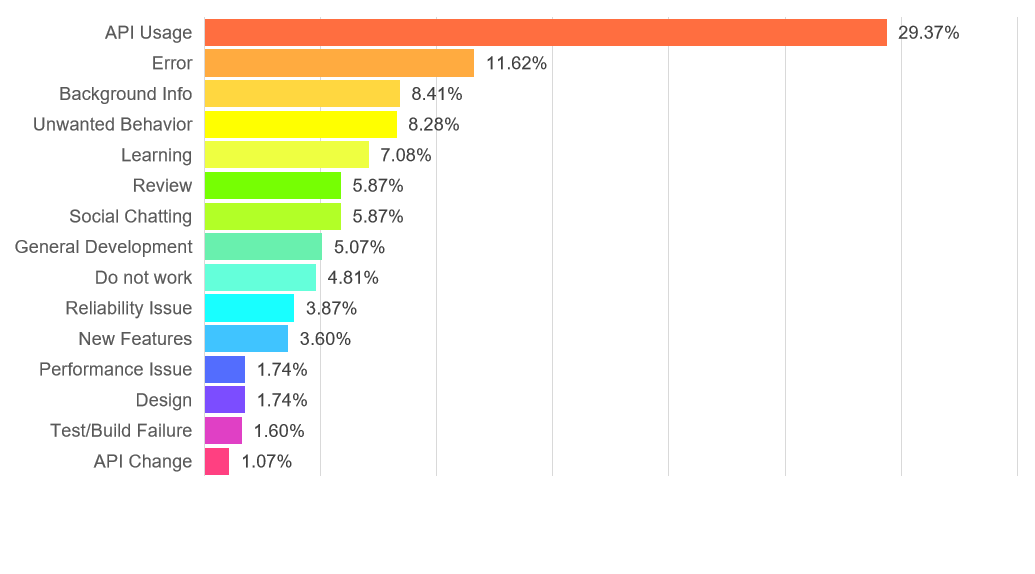 API Usage 29.37%
Error 11.62%
Background Info 8.41%
Unwanted Behavior 8.28%
Learning 7.08%
Review 5.87%
Social Chatting 5.87%
General Development 5.07%
Do not work 4.81%
Reliability Issue 3.87%
New Features 3.60%
Performance Issue 1.74%
Design 1.74%
Test/Build Failure 1.60%
API Change 1.07%